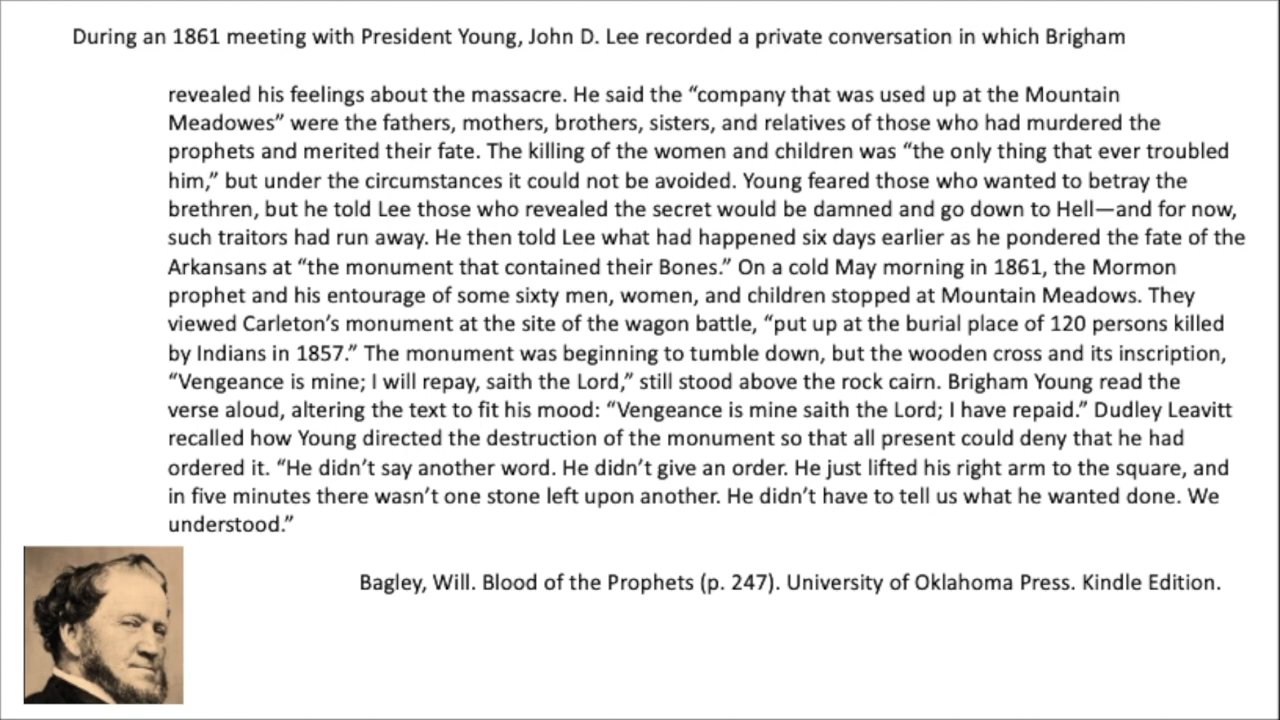 During an 1861 meeting with President Young, John D. Lee recorded a private conversation in which Brigham
revealed his feelings about the massacre. He said the “company that was used up at the Mountain
Meadowes” were the fathers, mothers, brothers, sisters, and relatives of those who had murdered the
prophets and merited their fate. The killing of the women and children was “the only thing that ever troubled
him,” but under the circumstances it could not be avoided. Young feared those who wanted to betray the
brethren, but he told Lee those who revealed the secret would be damned and go down to Hell—and for now,
such traitors had run away. He then told Lee what had happened six days earlier as he pondered the fate of the
Arkansans at “the monument that contained their Bones.” On a cold May morning in 1861, the Mormon
prophet and his entourage of some sixty men, women, and children stopped at Mountain Meadows. They
viewed Carleton’s monument at the site of the wagon battle, “put up at the burial place of 120 persons killed
by Indians in 1857.” The monument was beginning to tumble down, but the wooden cross and its inscription,
“Vengeance is mine; I will repay, saith the Lord,” still stood above the rock cairn. Brigham Young read the
verse aloud, altering the text to fit his mood: “Vengeance is mine saith the Lord; I have repaid.” Dudley Leavitt
recalled how Young directed the destruction of the monument so that all present could deny that he had
ordered it. “He didn’t say another word. He didn’t give an order. He just lifted his right arm to the square, and
in five minutes there wasn’t one stone left upon another. He didn’t have to tell us what he wanted done. We
understood.”
Bagley, Will. Blood of the Prophets (p. 247). University of Oklahoma Press. Kindle Edition.